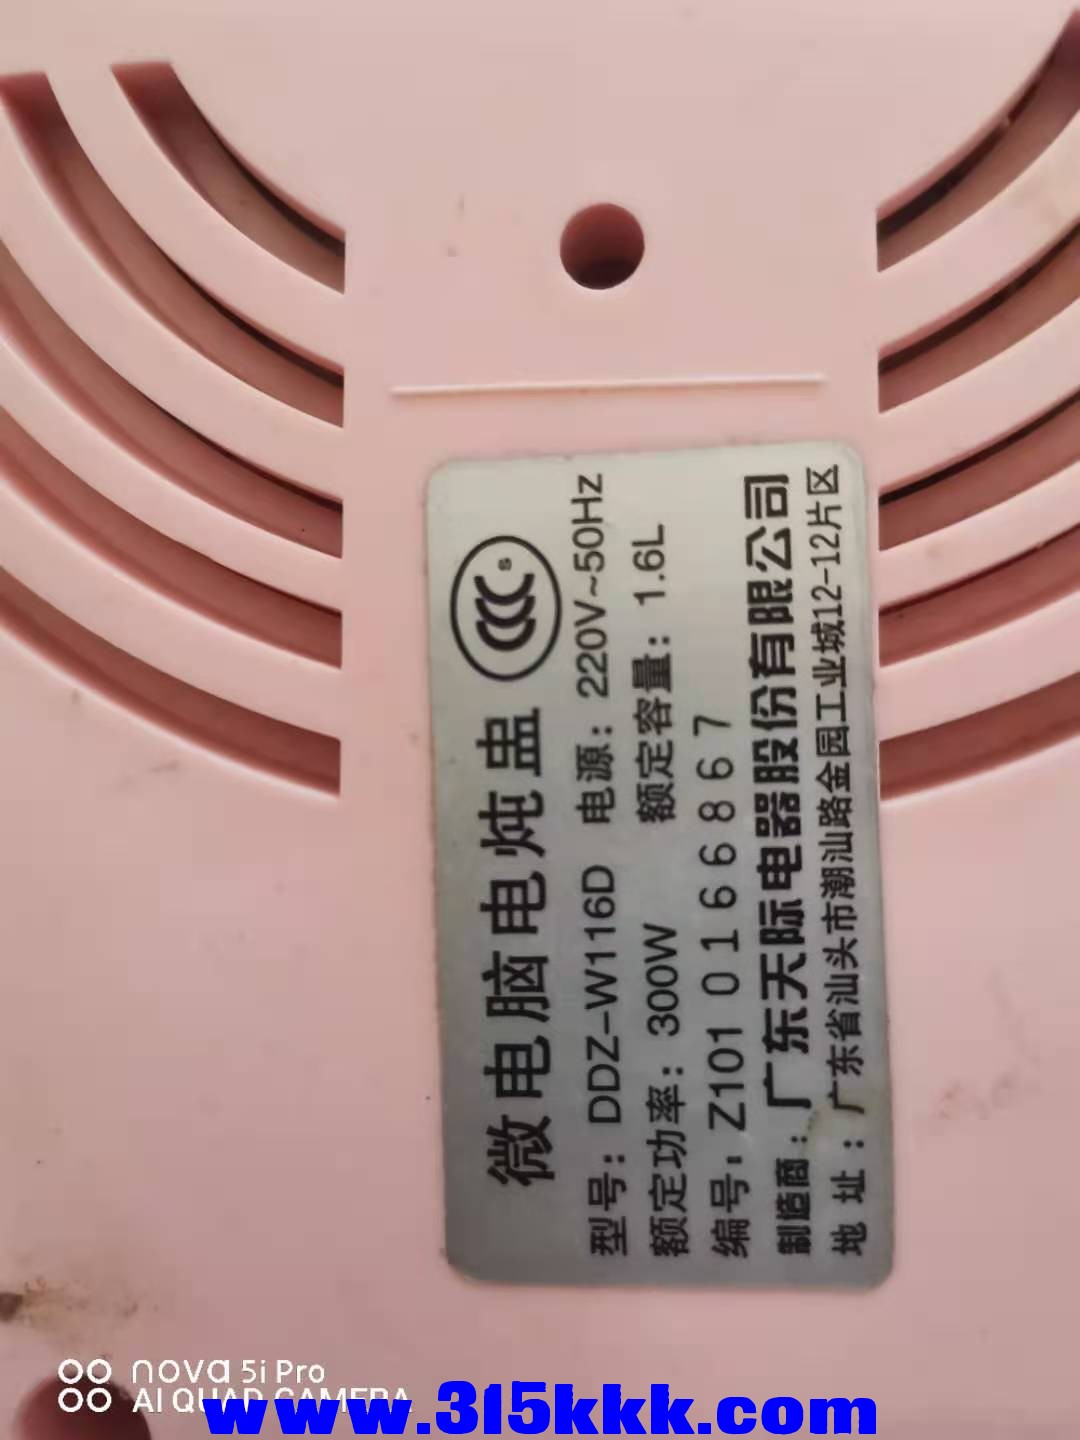 微电脑电炖盅
CCC S
型号：DDZ-W116D 电源：220V~50Hz
额定功率：300W 额定容量：1.6L
编号：Z101 0166867
制造商：广东天际电器股份有限公司
地址：广东省汕头市潮汕路金园工业城12-12片区
nova 5i Pro
AI QUAD CAMERA
www.315kkk.com